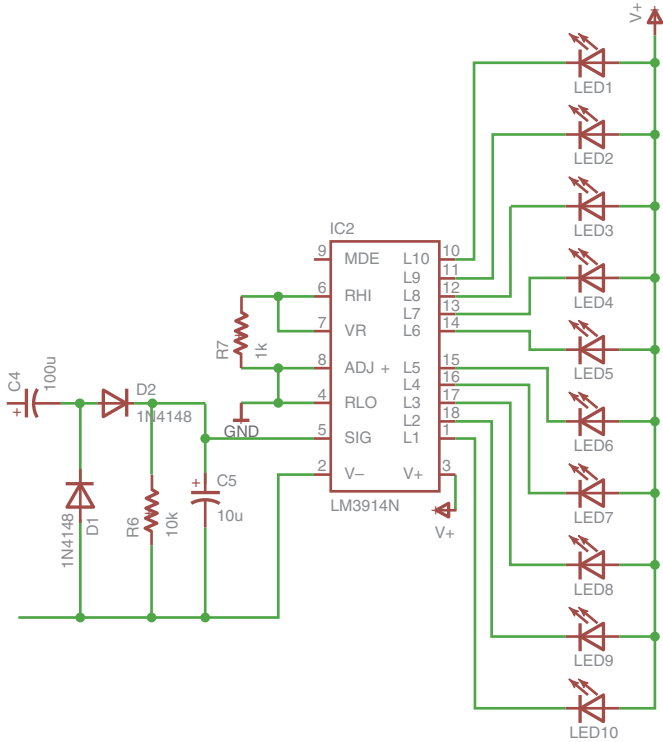 V+
LED1
LED2
LED3
LED4
LED5
LED6
LED7
LED8
LED9
LED10
IC2
9 MDE L10 10
L9 11
6 RHI L8 12
L7 13
7 VR L6 14
8 ADJ + L5 15
L4 16
4 RLO L3 17
L2 18
5 SIG L1 1
2 V– V+ 3
LM3914N
V+
R7
1k
GND
C4
100u
+
D2
1N4148
1N4148
D1
R6
10k
+
C5
10u